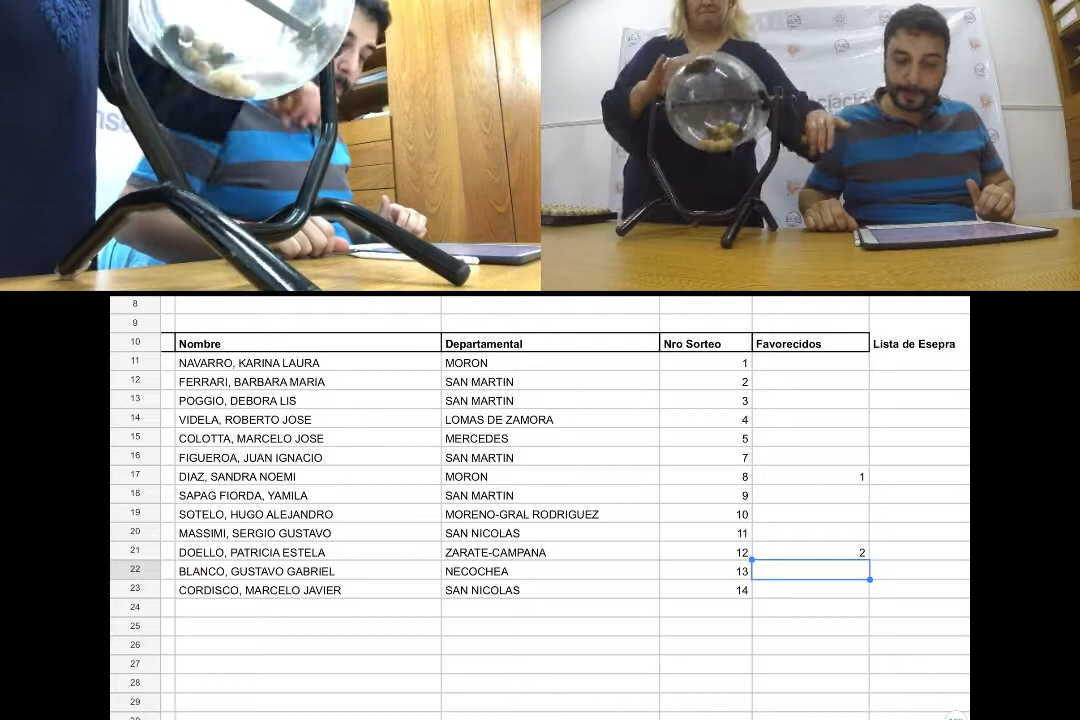 ens
ociació
8
9
10 Nombre Departamental Nro Sorteo Favorecidos Lista de Esepra
11 NAVARRO, KARINA LAURA MORON 1
12 FERRARI, BARBARA MARIA SAN MARTIN 2
13 POGGIO, DEBORA LIS SAN MARTIN 3
14 VIDELA, ROBERTO JOSE LOMAS DE ZAMORA 4
15 COLOTTA, MARCELO JOSE MERCEDES 5
16 FIGUEROA, JUAN IGNACIO SAN MARTIN 7
17 DIAZ, SANDRA NOEMI MORON 8 1
18 SAPAG FIORDA, YAMILA SAN MARTIN 9
19 SOTELO, HUGO ALEJANDRO MORENO-GRAL RODRIGUEZ 10
20 MASSIMI, SERGIO GUSTAVO SAN NICOLAS 11
21 DOELLO, PATRICIA ESTELA ZARATE-CAMPANA 12 2
22 BLANCO, GUSTAVO GABRIEL NECOCHEA 13
23 CORDISCO, MARCELO JAVIER SAN NICOLAS 14
24
25
26
27
28
29